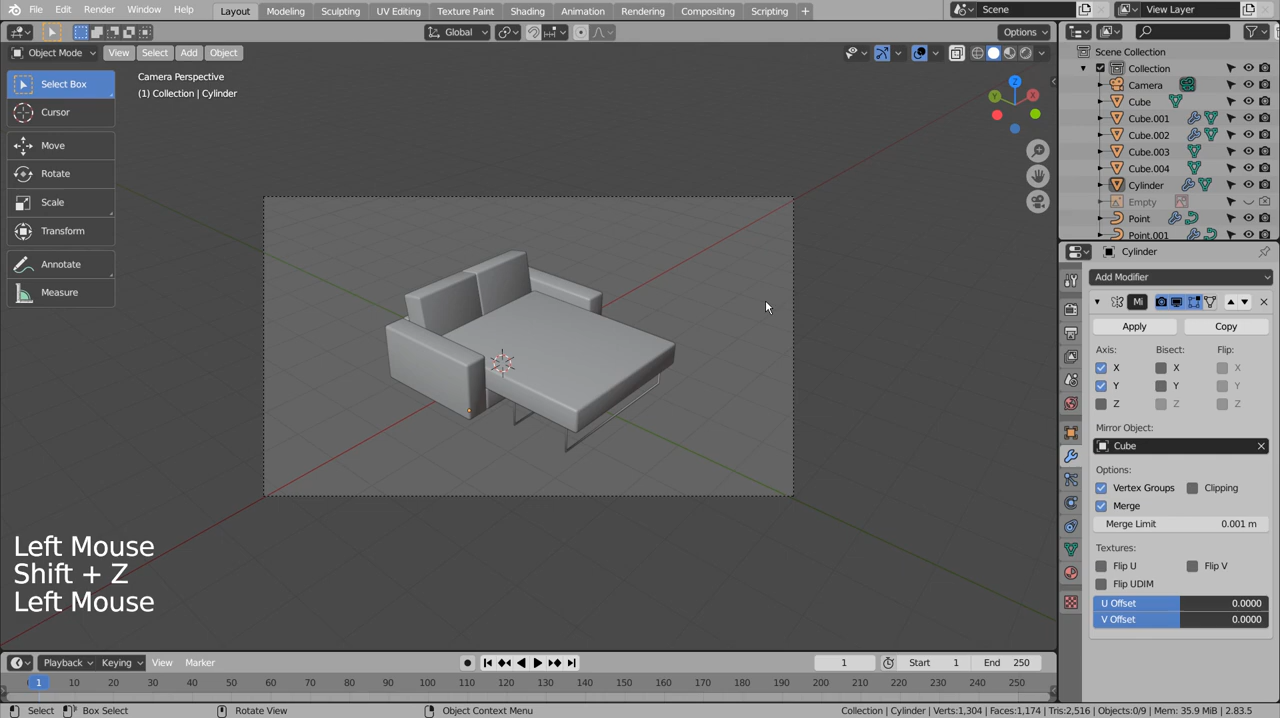 File Edit Render Window Help Layout Modeling Sculpting UV Editing Texture Paint Shading Animation Rendering Compositing Scripting + Scene View Layer
Global Options
Object Mode View Select Add Object
Select Box
Cursor
Move
Rotate
Scale
Transform
Annotate
Measure
Camera Perspective
(1) Collection | Cylinder
Z
Y
X
Left Mouse
Shift + Z
Left Mouse
Scene Collection
Collection
Camera
Cube
Cube.001
Cube.002
Cube.003
Cube.004
Cylinder
Empty
Point
Point.001
Cylinder
Add Modifier
Mi
Apply Copy
Axis: Bisect: Flip:
X X X
Y Y Y
Z Z Z
Mirror Object:
Cube
Options:
Vertex Groups Clipping
Merge
Merge Limit 0.001 m
Textures:
Flip U Flip V
Flip UDIM
U Offset 0.0000
V Offset 0.0000
Playback Keying View Marker 1 Start 1 End 250
1 10 20 30 40 50 60 70 80 90 100 110 120 130 140 150 160 170 180 190 200 210 220 230 240 250
Select Box Select Rotate View Object Context Menu Collection | Cylinder | Verts:1,304 | Faces:1,174 | Tris:2,516 | Objects:0/9 | Mem: 35.9 MiB | 2.83.5